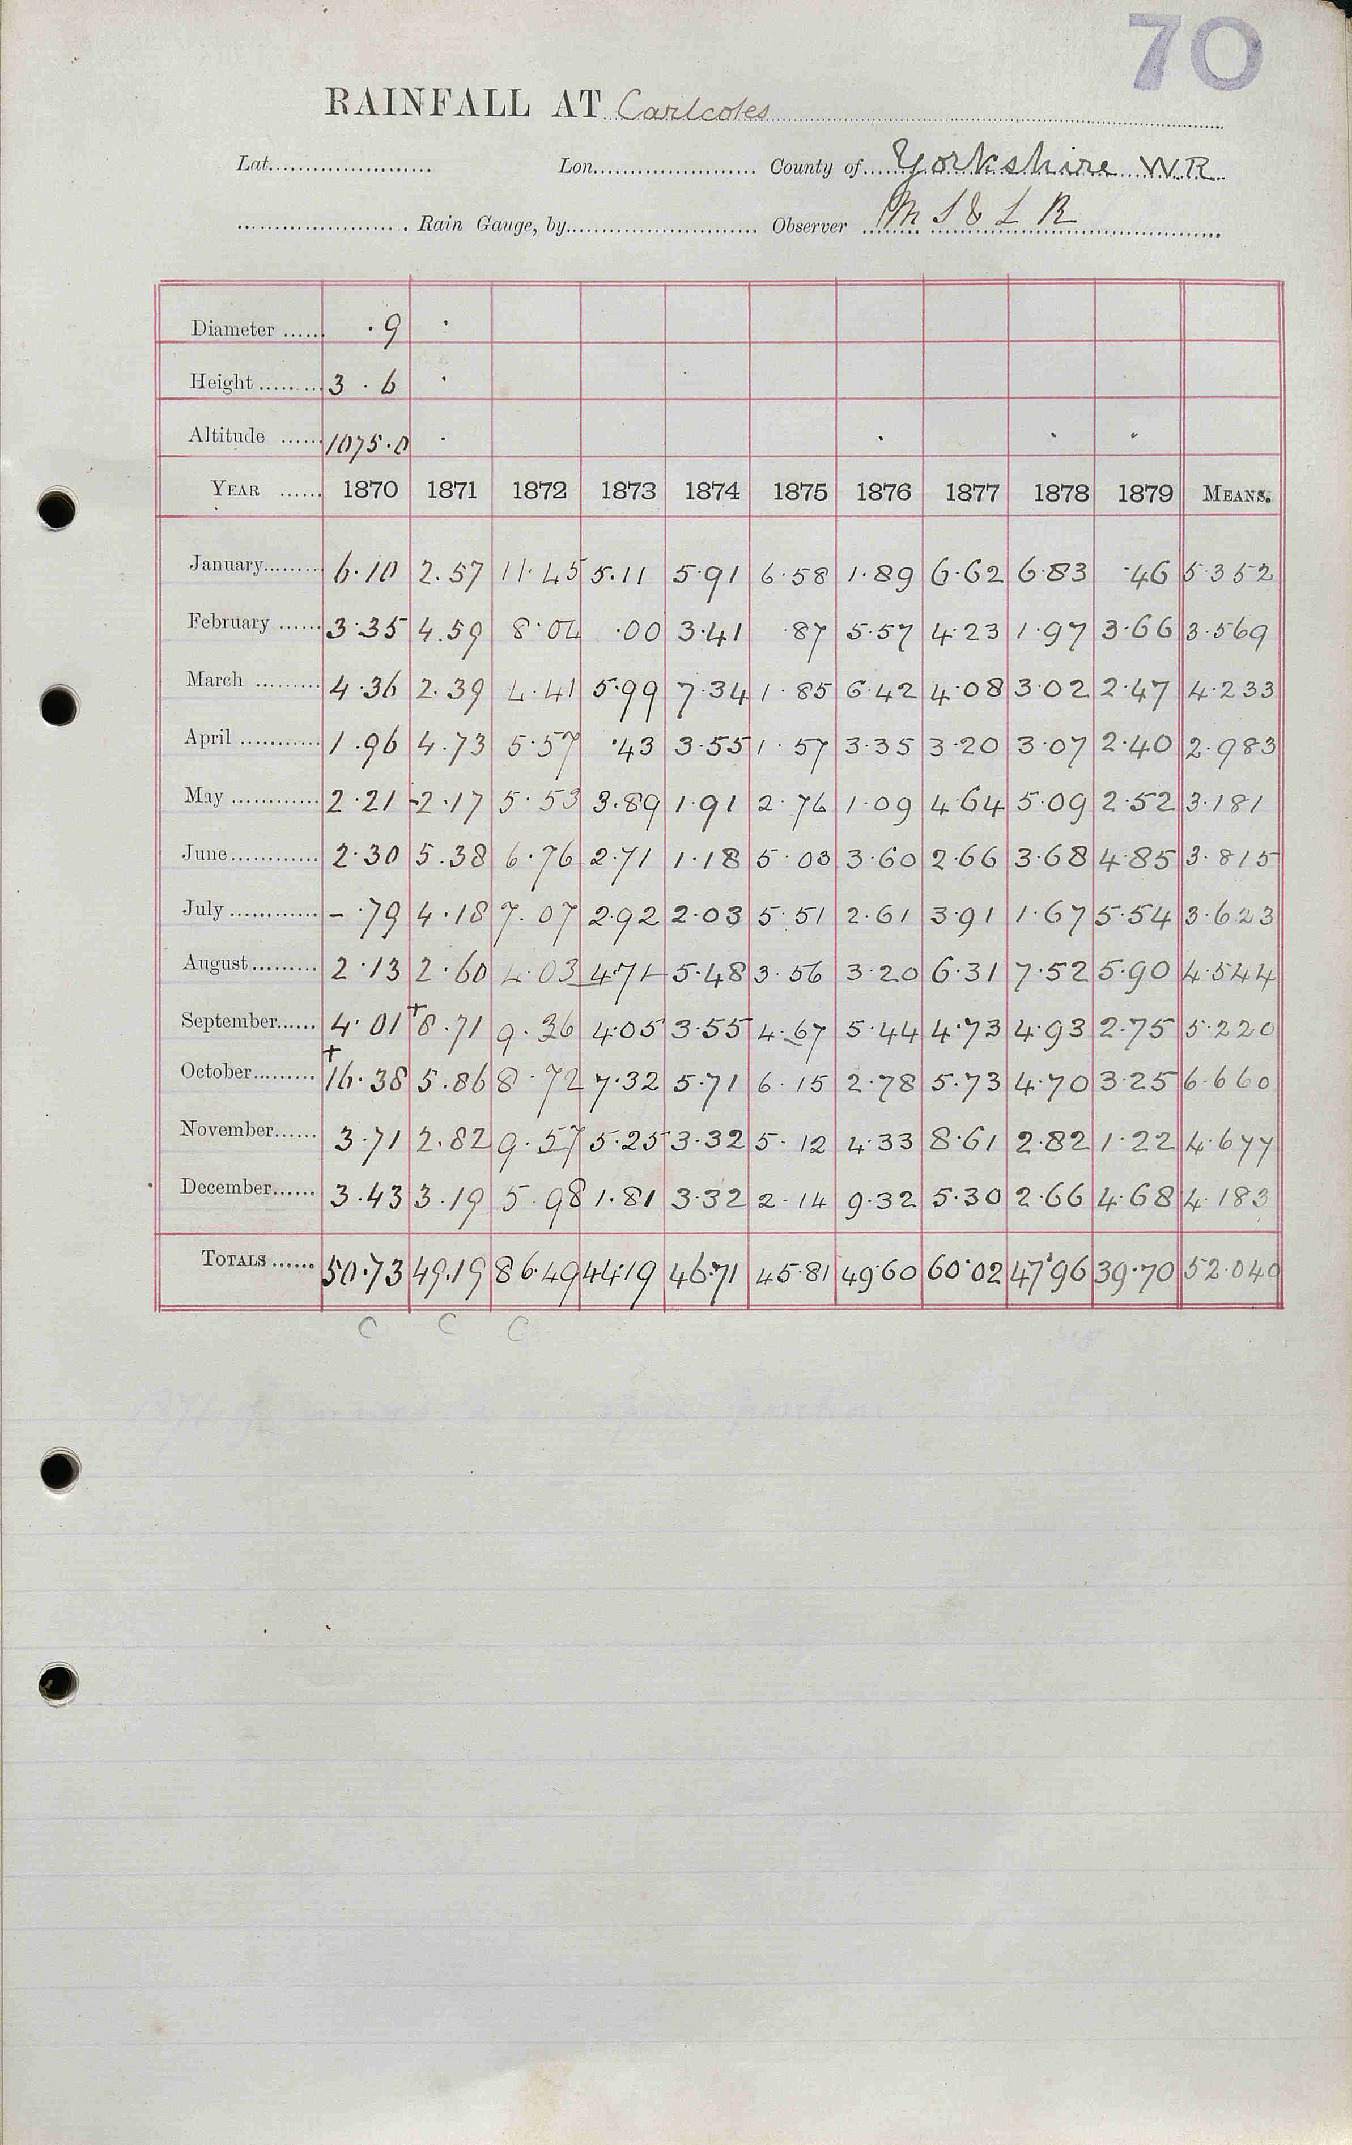 70
RAINFALL AT Carlcotes
Lat. Lon. County of Yorkshire WR
Rain Gauge, by Observer M S & L R
Diameter ·9
Height 3 · 6
Altitude 1075·0
YEAR 1870 1871 1872 1873 1874 1875 1876 1877 1878 1879 MEANS.
January 6·10 2.57 11·45 5.11 5·91 6·58 1·89 6·62 6·83 ·46 5·352
February 3·35 4.59 8·04 ·00 3·41 ·87 5·57 4·23 1·97 3·66 3·569
March 4·36 2.39 4·41 5·99 7·34 1·85 6·42 4·08 3·02 2·47 4·233
April 1·96 4.73 5·57 ·43 3·55 1·57 3·35 3·20 3·07 2·40 2·983
May 2·21 2·17 5·53 3·89 1·91 2·76 1·09 4·64 5·09 2·52 3·181
June 2·30 5.38 6·76 2·71 1·18 5·03 3·60 2·66 3·68 4·85 3·815
July – ·79 4·18 7·07 2·92 2·03 5·51 2·61 3·91 1·67 5·54 3·623
August 2·13 2·60 4·03 4·71 5·48 3·56 3·20 6·31 7·52 5·90 4·544
September 4·01 +8·71 9·36 4·05 3·55 4·67 5·44 4·73 4·93 2·75 5·220
October +16·38 5.86 8·72 7·32 5·71 6·15 2·78 5·73 4·70 3·25 6·660
November 3·71 2.82 9·57 5·25 3·32 5·12 4·33 8·61 2·82 1·22 4·677
December 3·43 3·19 5·98 1·81 3·32 2·14 9·32 5·30 2·66 4·68 4·183
TOTALS 50·73 49.19 86·49 44·19 46·71 45·81 49·60 60·02 47·96 39·70 52·040
C C C